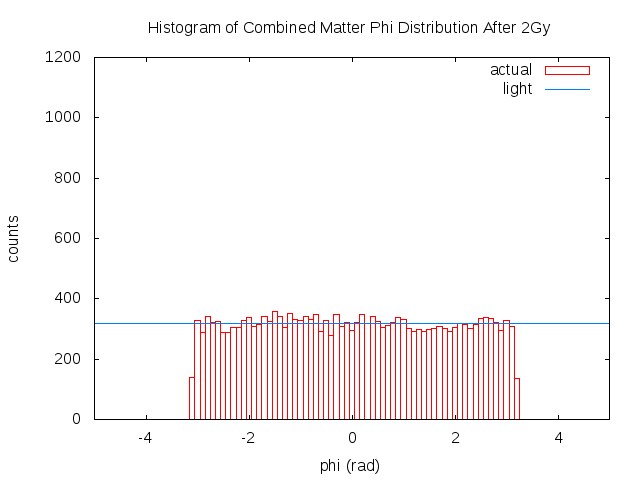 Histogram of Combined Matter Phi Distribution After 2Gy
1200
1000
800
600
400
200
0
counts
actual
light
-4 -2 0 2 4
phi (rad)